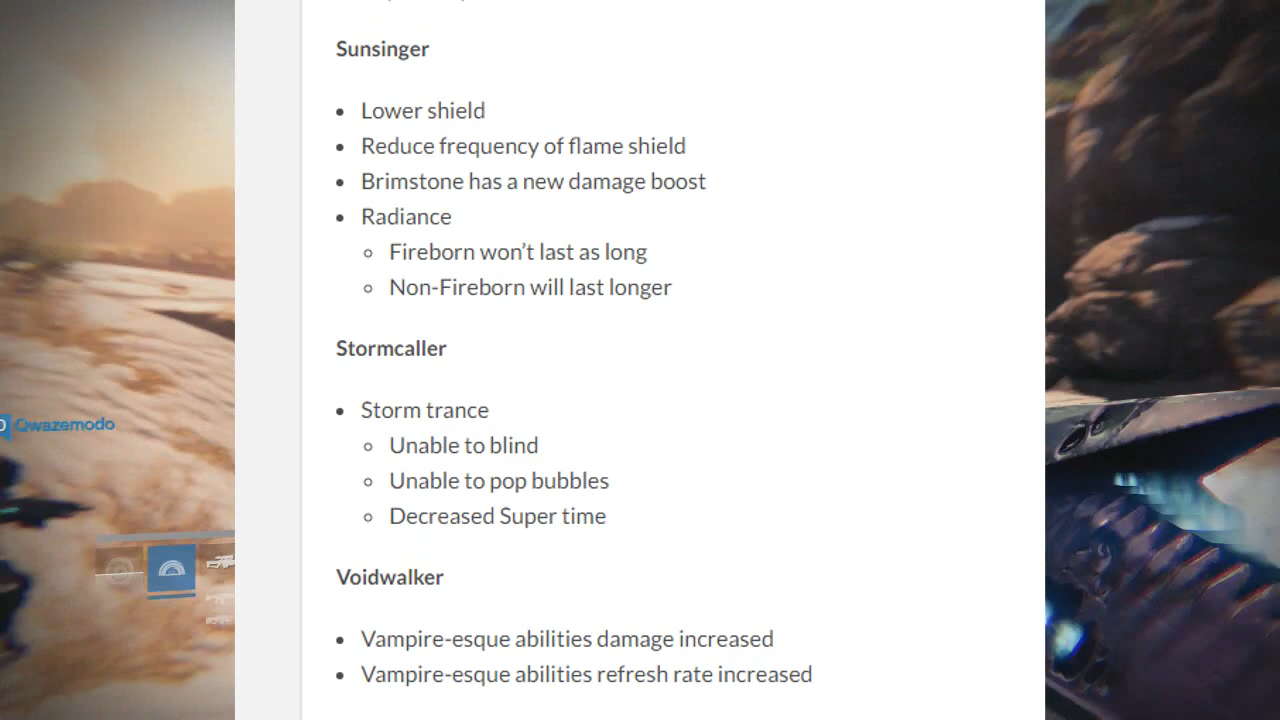 Sunsinger
Lower shield
Reduce frequency of flame shield
Brimstone has a new damage boost
Radiance
Fireborn won’t last as long
Non-Fireborn will last longer
Stormcaller
Storm trance
Unable to blind
Unable to pop bubbles
Decreased Super time
Qwazemodo
Voidwalker
Vampire-esque abilities damage increased
Vampire-esque abilities refresh rate increased